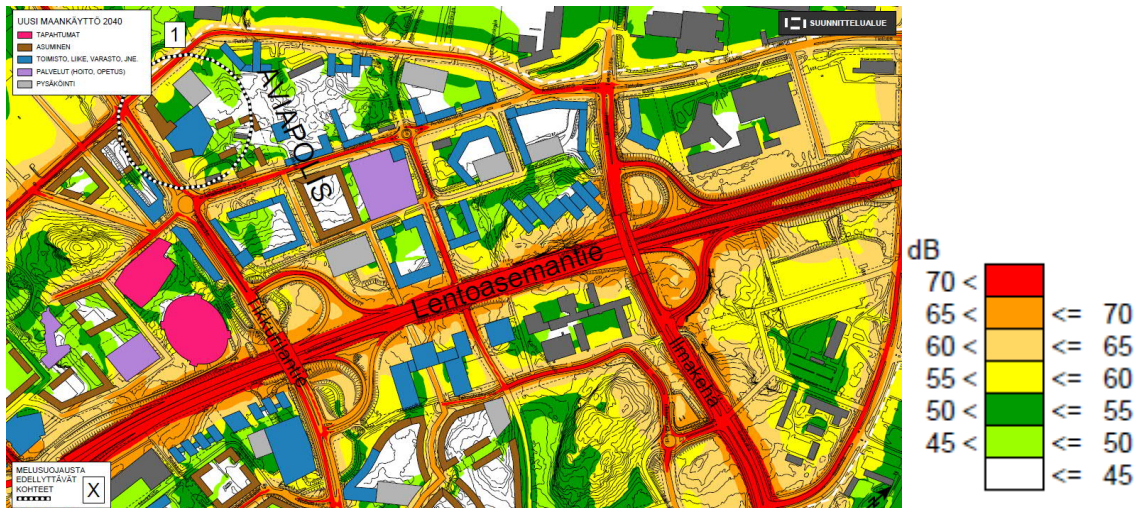 UUSI MAANKÄYTTÖ 2040
TAPAHTUMAT
ASUMINEN
TOIMISTO, LIIKE, VARASTO, JNE.
PALVELUT (HOITO, OPETUS)
PYSÄKÖINTI
1
SUUNNITTELUALUE
AVIAPOLIS
Lentoasemantie
Ilmakehä
MELUSUOJAUSTA
EDELLYTTÄVÄT
KOHTEET
X
dB
70 <
65 < <= 70
60 < <= 65
55 < <= 60
50 < <= 55
45 < <= 50
<= 45